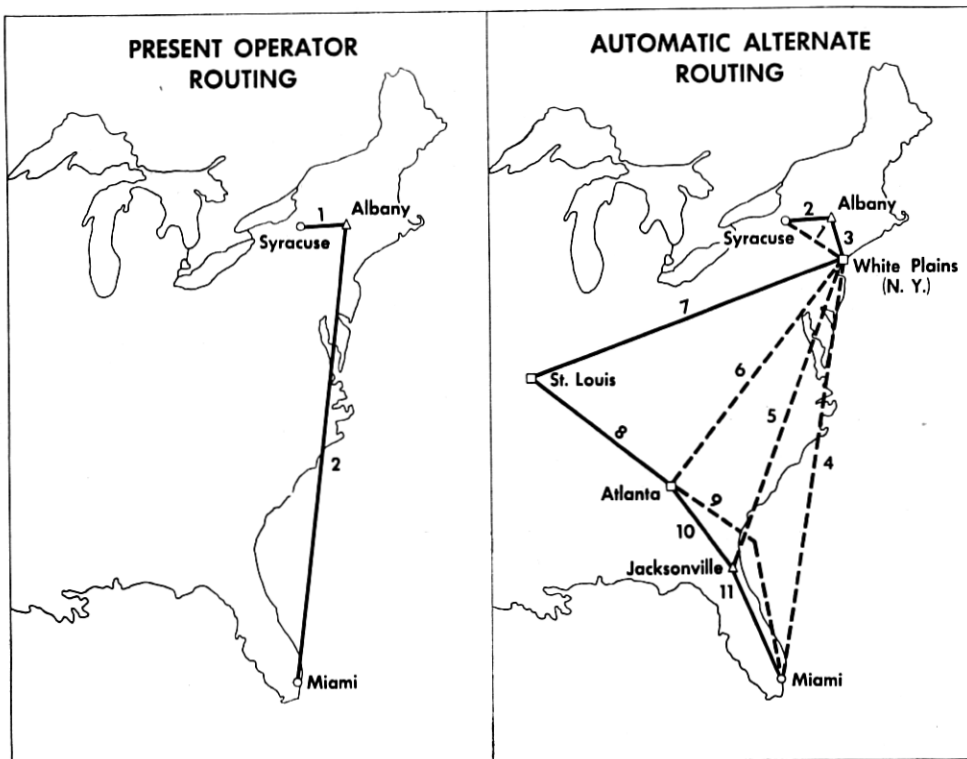 PRESENT OPERATOR
ROUTING
1
Albany
Syracuse
2
Miami
AUTOMATIC ALTERNATE
ROUTING
2
Albany
Syracuse
1
3
White Plains
(N. Y.)
7
6
St. Louis
5
8
4
Atlanta
9
10
Jacksonville
11
Miami